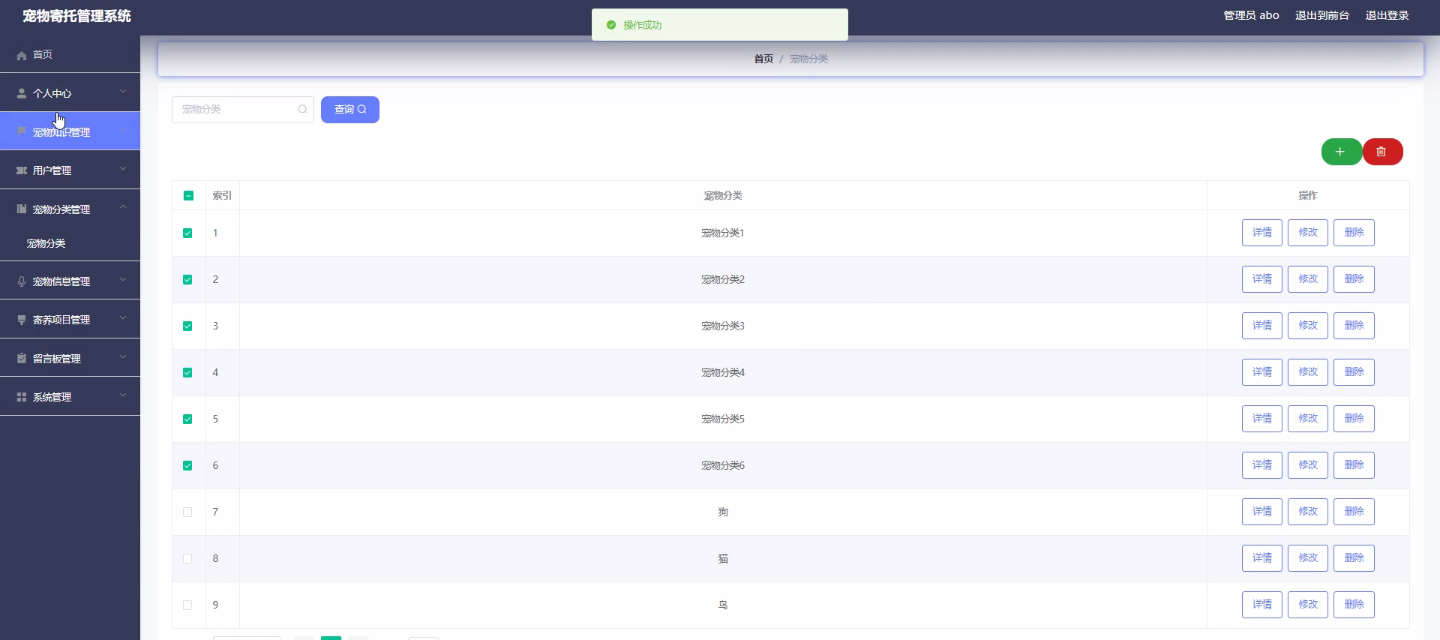 宠物寄托管理系统
操作成功
管理员 abo
退出到前台
退出登录
首页
个人中心
宠物知识管理
用户管理
宠物分类管理
宠物分类
宠物信息管理
寄养项目管理
留言板管理
系统管理
首页 / 宠物分类
宠物分类
查询
索引 宠物分类 操作
1 宠物分类1 详情 修改 删除
2 宠物分类2 详情 修改 删除
3 宠物分类3 详情 修改 删除
4 宠物分类4 详情 修改 删除
5 宠物分类5 详情 修改 删除
6 宠物分类6 详情 修改 删除
7 狗 详情 修改 删除
8 猫 详情 修改 删除
9 鸟 详情 修改 删除